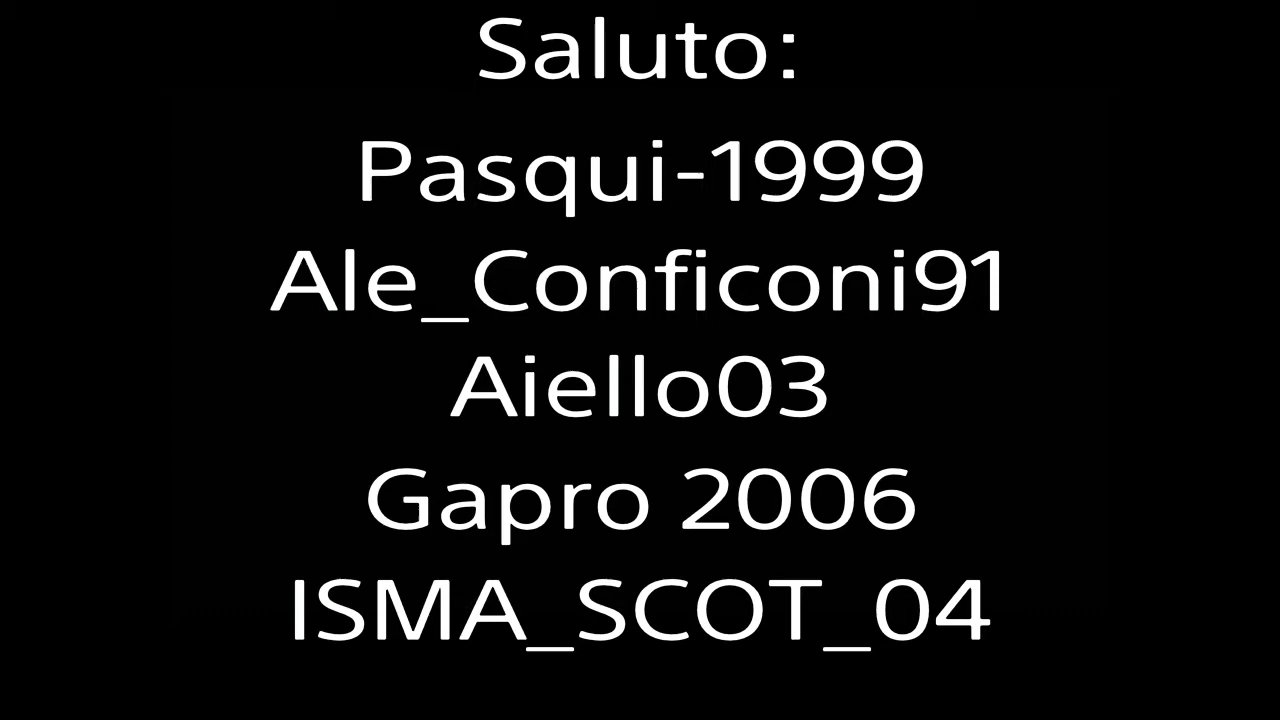 Saluto:
Pasqui-1999
Ale_Conficoni91
Aiello03
Gapro 2006
ISMA_SCOT_04